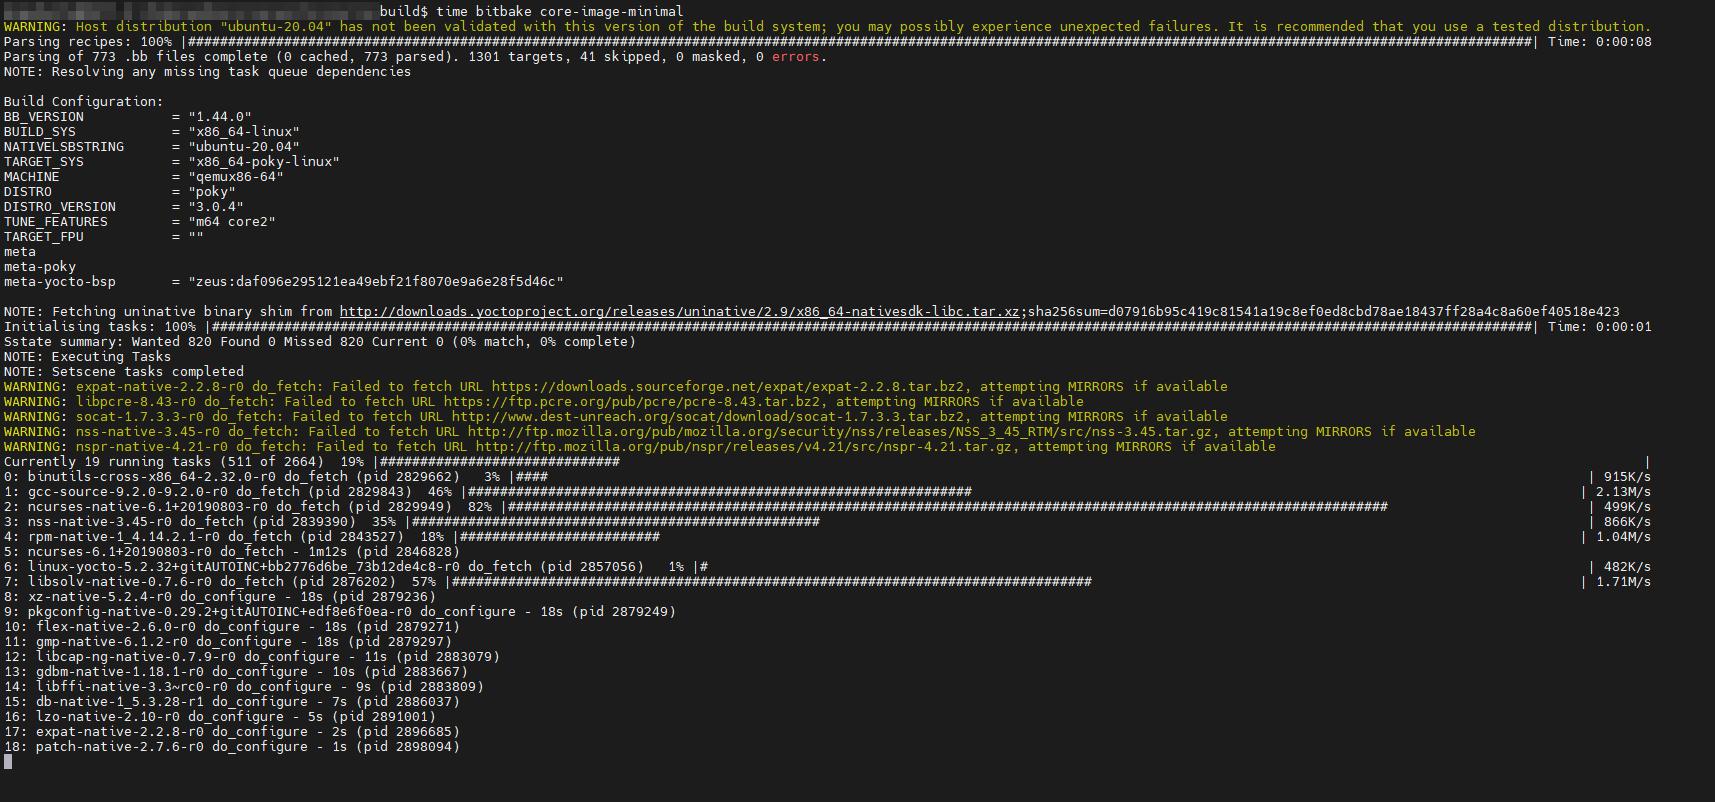 build$ time bitbake core-image-minimal
WARNING: Host distribution "ubuntu-20.04" has not been validated with this version of the build system; you may possibly experience unexpected failures. It is recommended that you use a tested distribution.
Parsing recipes: 100% |########################################################################################################################################################################| Time: 0:00:08
Parsing of 773 .bb files complete (0 cached, 773 parsed). 1301 targets, 41 skipped, 0 masked, 0 errors.
NOTE: Resolving any missing task queue dependencies
Build Configuration:
BB_VERSION           = "1.44.0"
BUILD_SYS            = "x86_64-linux"
NATIVELSBSTRING      = "ubuntu-20.04"
TARGET_SYS           = "x86_64-poky-linux"
MACHINE              = "qemux86-64"
DISTRO               = "poky"
DISTRO_VERSION       = "3.0.4"
TUNE_FEATURES        = "m64 core2"
TARGET_FPU           = ""
meta
meta-poky
meta-yocto-bsp       = "zeus:daf096e295121ea49ebf21f8070e9a6e28f5d46c"
NOTE: Fetching uninative binary shim from http://downloads.yoctoproject.org/releases/uninative/2.9/x86_64-nativesdk-libc.tar.xz;sha256sum=d07916b95c419c81541a19c8ef0ed8cbd78ae18437ff28a4c8a60ef40518e423
Initialising tasks: 100% |#####################################################################################################################################################################| Time: 0:00:01
Sstate summary: Wanted 820 Found 0 Missed 820 Current 0 (0% match, 0% complete)
NOTE: Executing Tasks
NOTE: Setscene tasks completed
WARNING: expat-native-2.2.8-r0 do_fetch: Failed to fetch URL https://downloads.sourceforge.net/expat/expat-2.2.8.tar.bz2, attempting MIRRORS if available
WARNING: libpcre-8.43-r0 do_fetch: Failed to fetch URL https://ftp.pcre.org/pub/pcre/pcre-8.43.tar.bz2, attempting MIRRORS if available
WARNING: socat-1.7.3.3-r0 do_fetch: Failed to fetch URL http://www.dest-unreach.org/socat/download/socat-1.7.3.3.tar.bz2, attempting MIRRORS if available
WARNING: nss-native-3.45-r0 do_fetch: Failed to fetch URL http://ftp.mozilla.org/pub/mozilla.org/security/nss/releases/NSS_3_45_RTM/src/nss-3.45.tar.gz, attempting MIRRORS if available
WARNING: nspr-native-4.21-r0 do_fetch: Failed to fetch URL http://ftp.mozilla.org/pub/nspr/releases/v4.21/src/nspr-4.21.tar.gz, attempting MIRRORS if available
Currently 19 running tasks (511 of 2664)  19% |############################## |
0: binutils-cross-x86_64-2.32.0-r0 do_fetch (pid 2829662)   3% |#### | 915K/s
1: gcc-source-9.2.0-9.2.0-r0 do_fetch (pid 2829843)  46% |############################################################### | 2.13M/s
2: ncurses-native-6.1+20190803-r0 do_fetch (pid 2829949)  82% |############################################################################################################## | 499K/s
3: nss-native-3.45-r0 do_fetch (pid 2839390)  35% |################################################### | 866K/s
4: rpm-native-1_4.14.2.1-r0 do_fetch (pid 2843527)  18% |######################### | 1.04M/s
5: ncurses-6.1+20190803-r0 do_fetch - 1m12s (pid 2846828)
6: linux-yocto-5.2.32+gitAUTOINC+bb2776d6be_73b12de4c8-r0 do_fetch (pid 2857056)   1% |# | 482K/s
7: libsolv-native-0.7.6-r0 do_fetch (pid 2876202)  57% |################################################################################ | 1.71M/s
8: xz-native-5.2.4-r0 do_configure - 18s (pid 2879236)
9: pkgconfig-native-0.29.2+gitAUTOINC+edf8e6f0ea-r0 do_configure - 18s (pid 2879249)
10: flex-native-2.6.0-r0 do_configure - 18s (pid 2879271)
11: gmp-native-6.1.2-r0 do_configure - 18s (pid 2879297)
12: libcap-ng-native-0.7.9-r0 do_configure - 11s (pid 2883079)
13: gdbm-native-1.18.1-r0 do_configure - 10s (pid 2883667)
14: libffi-native-3.3~rc0-r0 do_configure - 9s (pid 2883809)
15: db-native-1_5.3.28-r1 do_configure - 7s (pid 2886037)
16: lzo-native-2.10-r0 do_configure - 5s (pid 2891001)
17: expat-native-2.2.8-r0 do_configure - 2s (pid 2896685)
18: patch-native-2.7.6-r0 do_configure - 1s (pid 2898094)